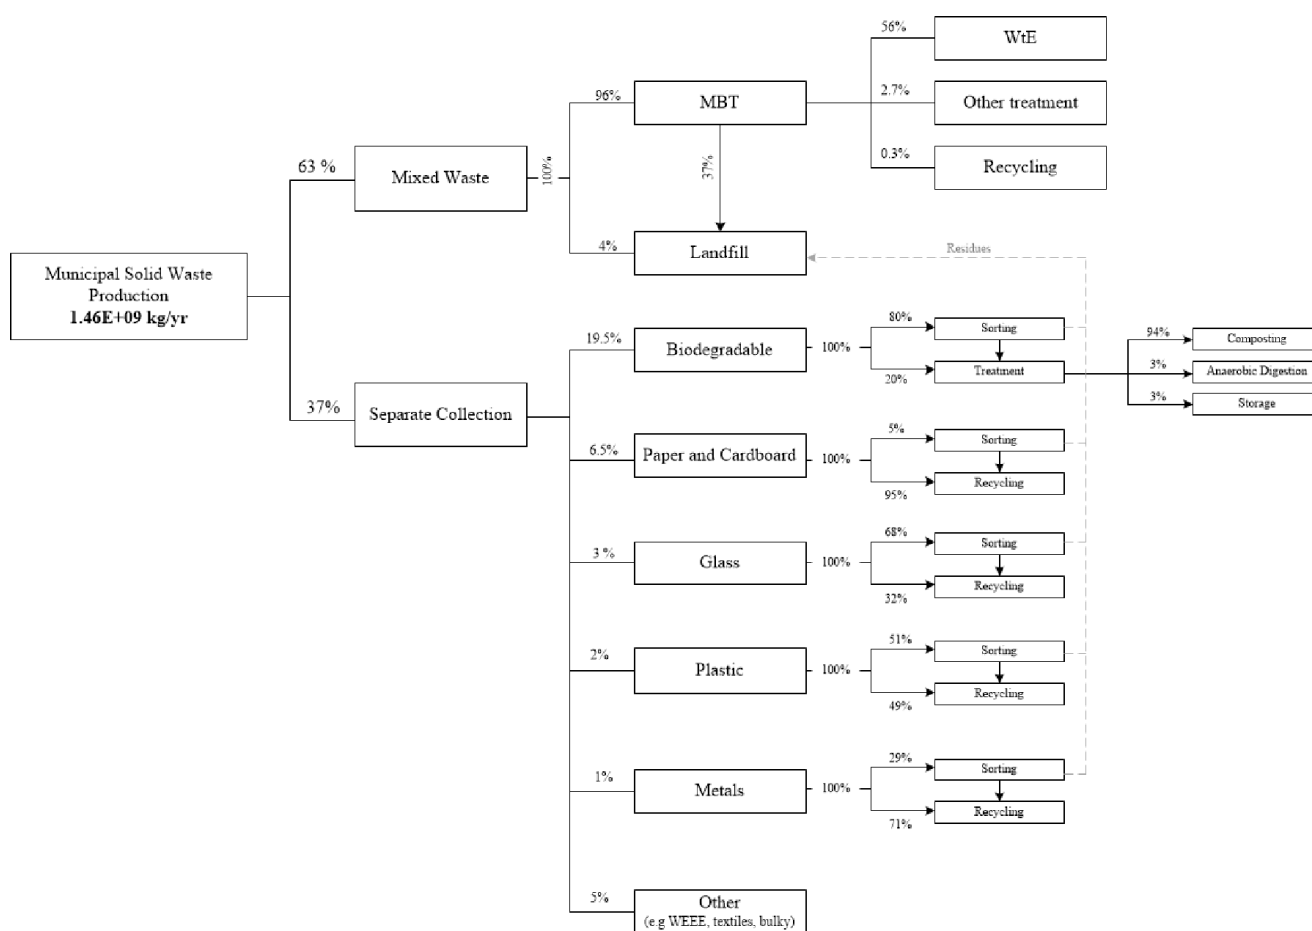 56%
WtE
96%
MBT
2.7%
Other treatment
0.3%
Recycling
37%
63 %
Mixed Waste
100%
4%
Landfill
Residues
Municipal Solid Waste
Production
1.46E+09 kg/yr
37%
Separate Collection
19.5%
Biodegradable
100%
80%
Sorting
20%
Treatment
94%
Composting
3%
Anaerobic Digestion
3%
Storage
6.5%
Paper and Cardboard
100%
5%
Sorting
95%
Recycling
3 %
Glass
100%
68%
Sorting
32%
Recycling
2%
Plastic
100%
51%
Sorting
49%
Recycling
1%
Metals
100%
29%
Sorting
71%
Recycling
5%
Other
(e.g WEEE, textiles, bulky)